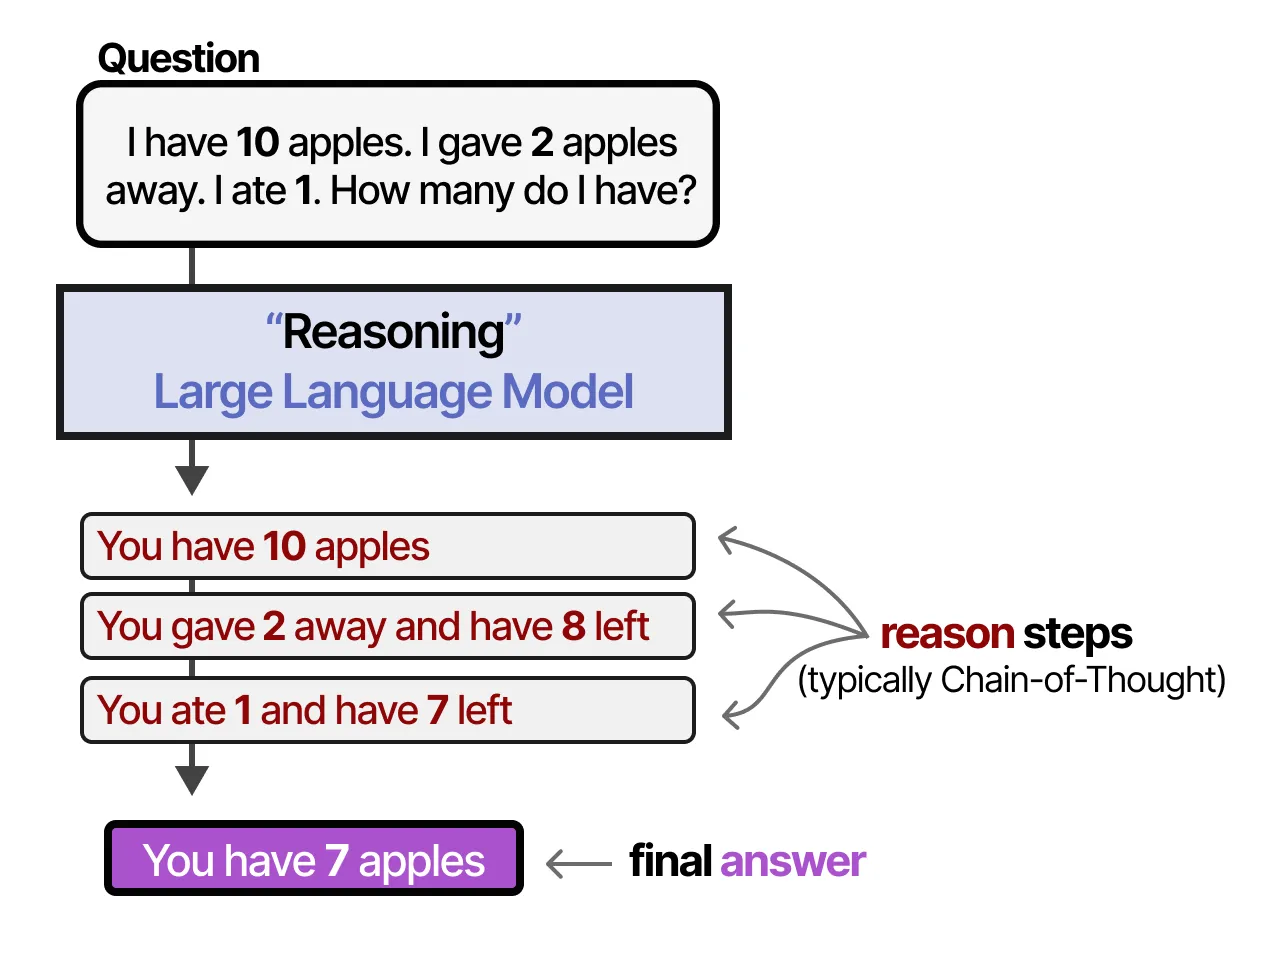 Question
I have 10 apples. I gave 2 apples
away. I ate 1. How many do I have?
“Reasoning”
Large Language Model
You have 10 apples
You gave 2 away and have 8 left
You ate 1 and have 7 left
reason steps
(typically Chain-of-Thought)
You have 7 apples
final answer